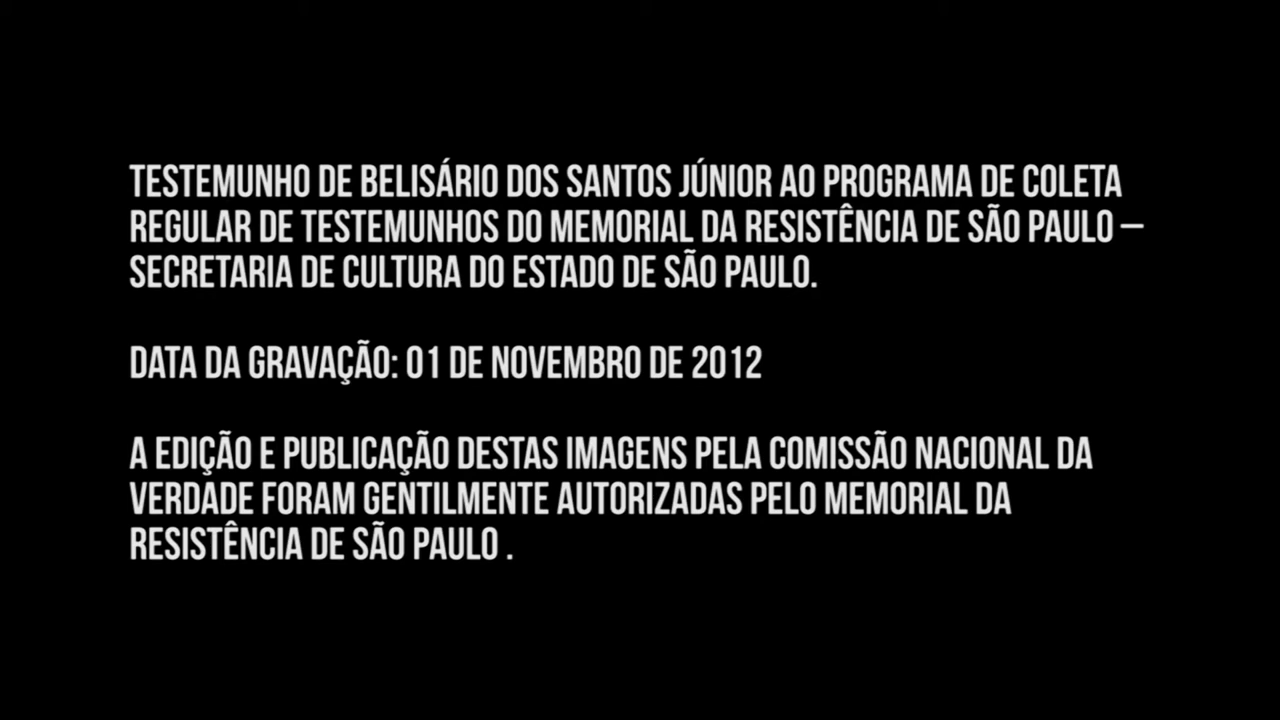 TESTEMUNHO DE BELISÁRIO DOS SANTOS JÚNIOR AO PROGRAMA DE COLETA
REGULAR DE TESTEMUNHOS DO MEMORIAL DA RESISTÊNCIA DE SÃO PAULO –
SECRETARIA DE CULTURA DO ESTADO DE SÃO PAULO.
DATA DA GRAVAÇÃO: 01 DE NOVEMBRO DE 2012
A EDIÇÃO E PUBLICAÇÃO DESTAS IMAGENS PELA COMISSÃO NACIONAL DA
VERDADE FORAM GENTILMENTE AUTORIZADAS PELO MEMORIAL DA
RESISTÊNCIA DE SÃO PAULO .